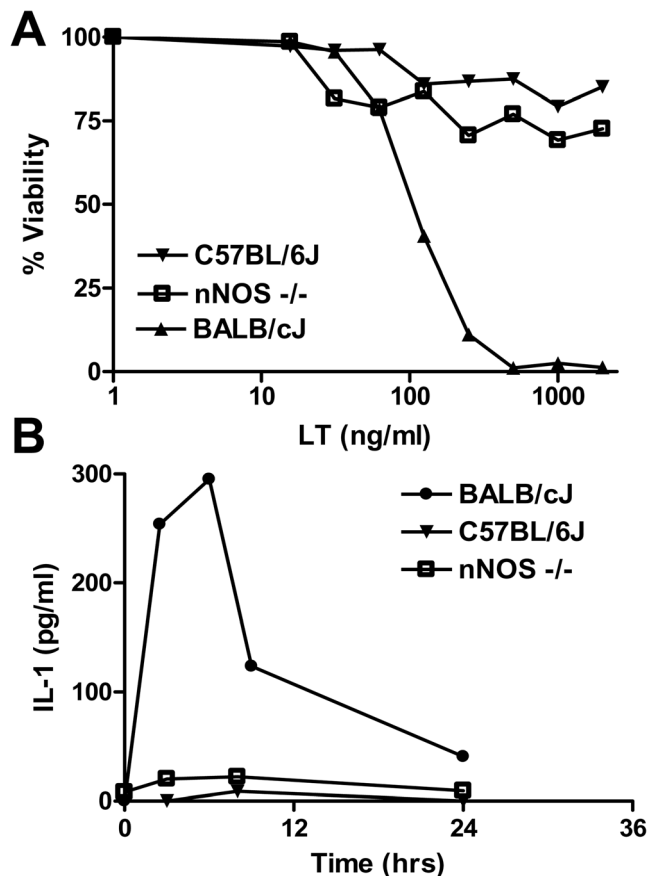 A
100
75
50
25
0
% Viability
C57BL/6J
nNOS -/-
BALB/cJ
1 10 100 1000
LT (ng/ml)
B
300
200
100
0
IL-1 (pg/ml)
BALB/cJ
C57BL/6J
nNOS -/-
0 12 24 36
Time (hrs)